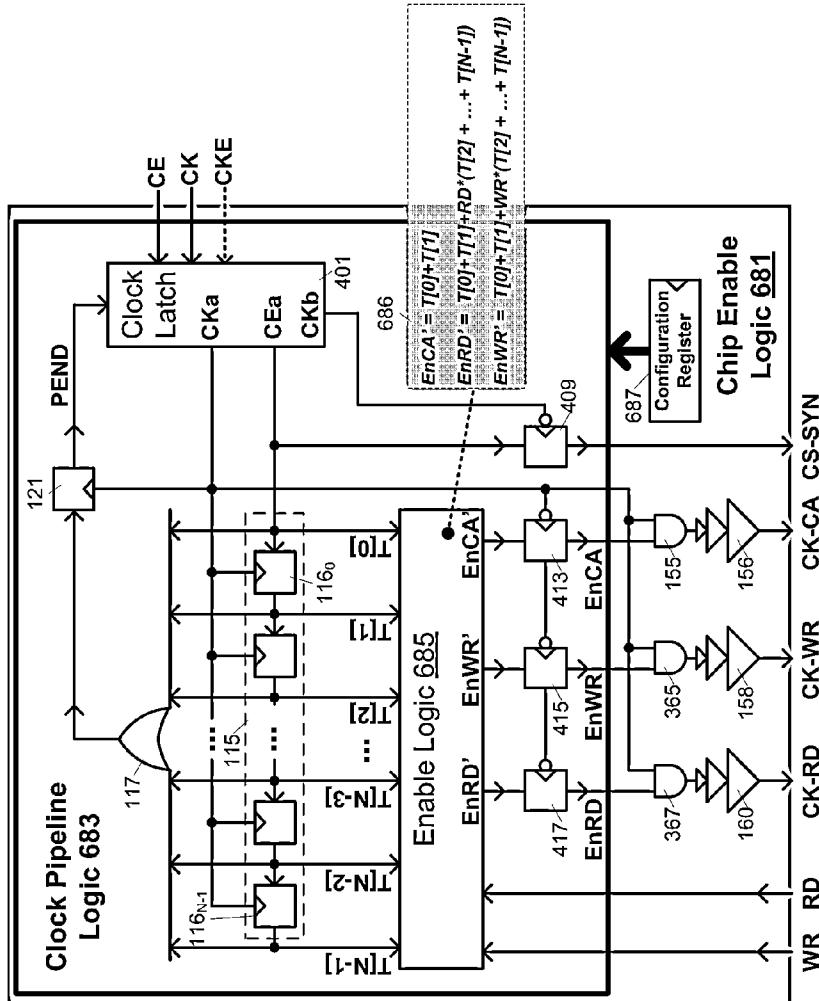 Clock Pipeline
Logic 683
117
121
PEND
CE
CK
CKE
Clock
Latch
CKa
CEa
CKb
401
115
116N-1
116₀
T[N-1]
T[N-2]
T[N-3]
...
T[2]
T[1]
T[0]
Enable Logic 685
EnRD'
EnWR'
EnCA'
686
EnCA' = T[0]+T[1]
EnRD' = T[0]+T[1]+RD*(T[2] + ...+ T[N-1])
EnWR' = T[0]+T[1]+WR*(T[2] + ...+ T[N-1])
417
415
413
409
EnRD
EnWR
EnCA
687
Configuration
Register
Chip Enable
Logic 681
367
365
155
160
158
156
WR
RD
CK-RD
CK-WR
CK-CA
CS-SYN